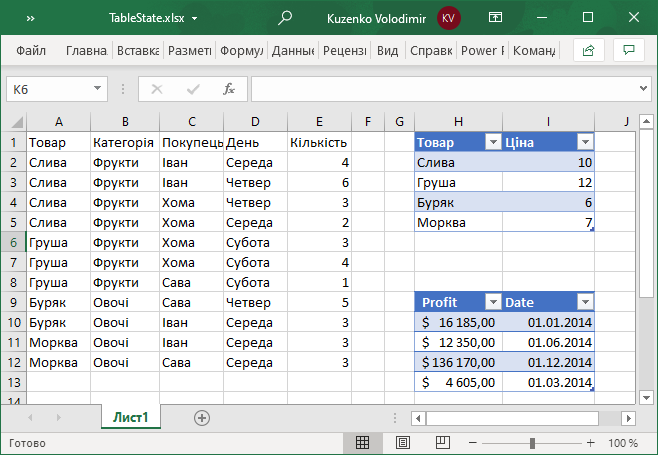 TableState.xlsx
Kuzenko Volodimir KV
Файл Главна Вставка Разметı Формул Данные Рецензі Вид Справк Power F Команд
K6 fx
A B C D E F G H I J
1 Товар Категорія Покупець День Кількість Товар Ціна
2 Слива Фрукти Іван Середа 4 Слива 10
3 Слива Фрукти Іван Четвер 6 Груша 12
4 Слива Фрукти Хома Четвер 3 Буряк 6
5 Слива Фрукти Хома Середа 2 Морква 7
6 Груша Фрукти Хома Субота 3
7 Груша Фрукти Хома Субота 4
8 Груша Фрукти Сава Субота 1
9 Буряк Овочі Сава Четвер 5 Profit Date
10 Буряк Овочі Іван Середа 3 $ 16 185,00 01.01.2014
11 Морква Овочі Іван Середа 3 $ 12 350,00 01.06.2014
12 Морква Овочі Сава Середа 3 $ 136 170,00 01.12.2014
13 $ 4 605,00 01.03.2014
14
Лист1
Готово 100 %